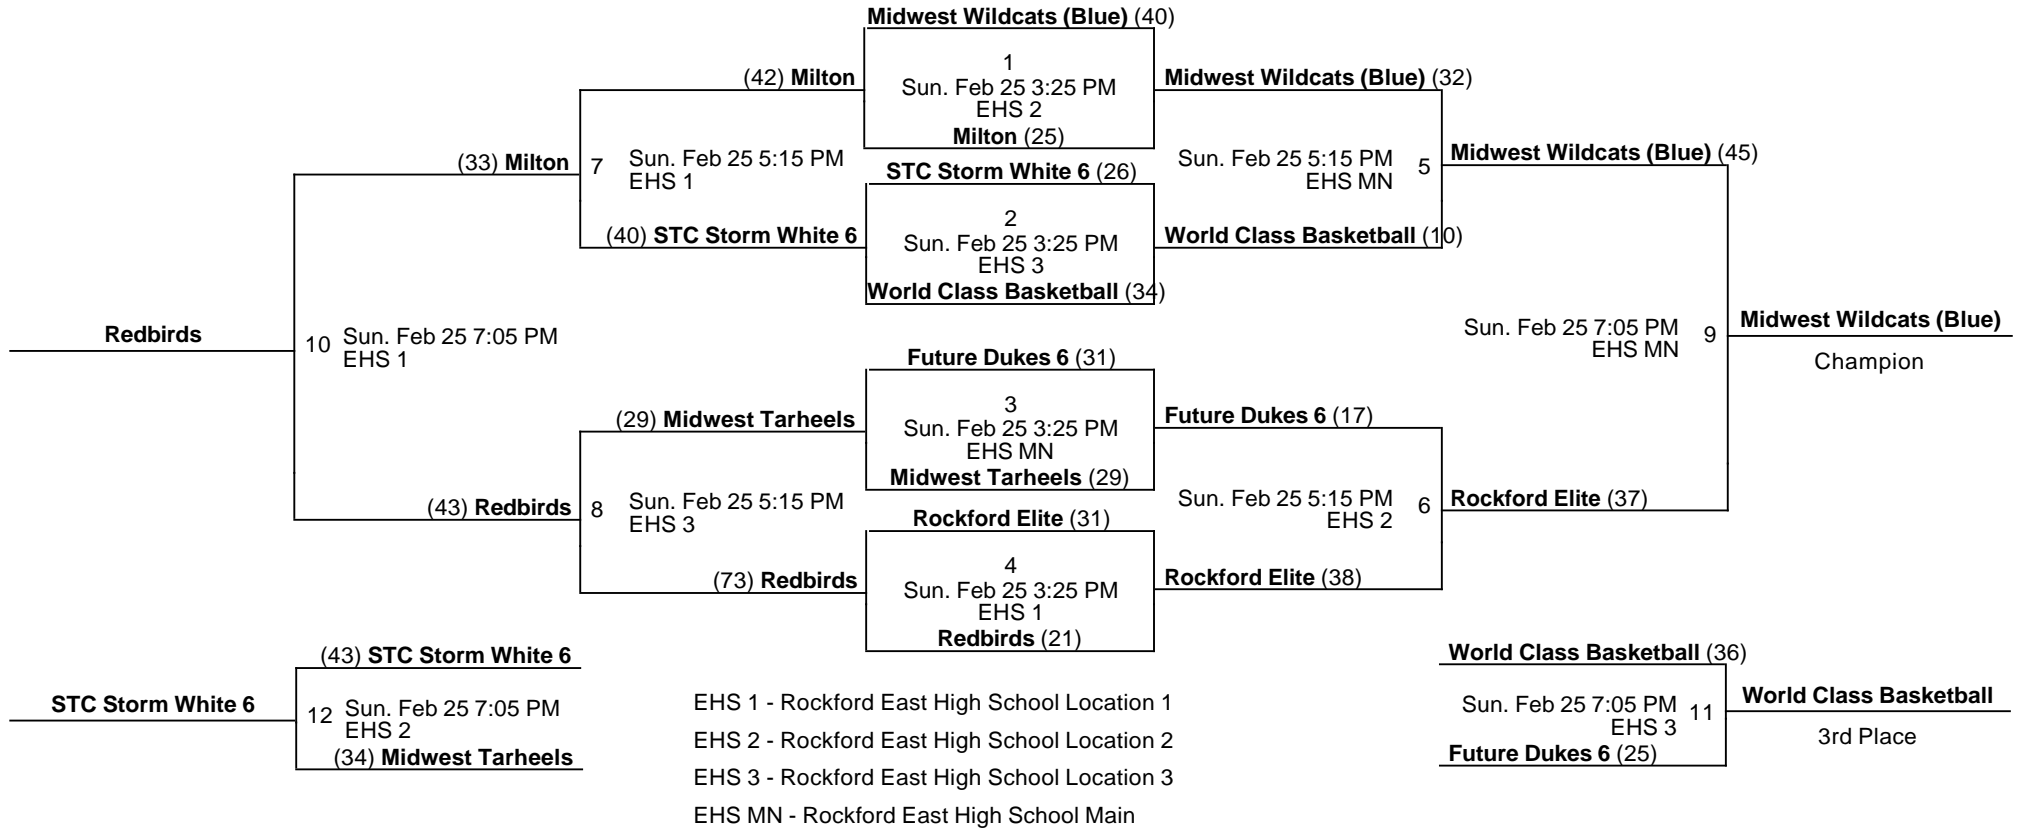 Midwest Wildcats (Blue) (40)
1
Sun. Feb 25 3:25 PM
EHS 2
Milton (25)
(42) Milton
Midwest Wildcats (Blue) (32)
(33) Milton
7
Sun. Feb 25 5:15 PM
EHS 1
Sun. Feb 25 5:15 PM
EHS MN
5
Midwest Wildcats (Blue) (45)
STC Storm White 6 (26)
2
Sun. Feb 25 3:25 PM
EHS 3
World Class Basketball (34)
(40) STC Storm White 6
World Class Basketball (10)
Redbirds
10
Sun. Feb 25 7:05 PM
EHS 1
Sun. Feb 25 7:05 PM
EHS MN
9
Midwest Wildcats (Blue)
Champion
Future Dukes 6 (31)
3
Sun. Feb 25 3:25 PM
EHS MN
Midwest Tarheels (29)
(29) Midwest Tarheels
Future Dukes 6 (17)
(43) Redbirds
8
Sun. Feb 25 5:15 PM
EHS 3
Sun. Feb 25 5:15 PM
EHS 2
6
Rockford Elite (37)
Rockford Elite (31)
4
Sun. Feb 25 3:25 PM
EHS 1
Redbirds (21)
(73) Redbirds
Rockford Elite (38)
(43) STC Storm White 6
STC Storm White 6
12
Sun. Feb 25 7:05 PM
EHS 2
(34) Midwest Tarheels
EHS 1 - Rockford East High School Location 1
EHS 2 - Rockford East High School Location 2
EHS 3 - Rockford East High School Location 3
EHS MN - Rockford East High School Main
World Class Basketball (36)
Sun. Feb 25 7:05 PM
EHS 3
11
World Class Basketball
3rd Place
Future Dukes 6 (25)